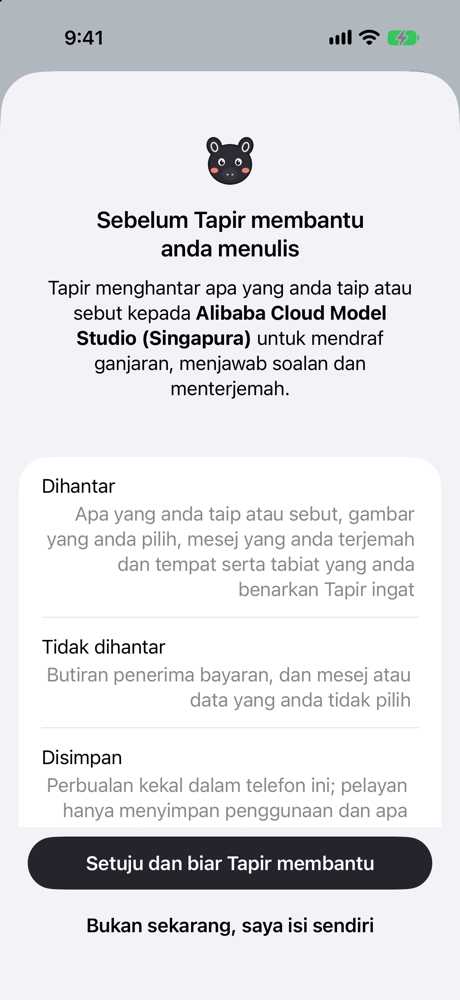 9:41
Sebelum Tapir membantu
anda menulis
Tapir menghantar apa yang anda taip atau
sebut kepada Alibaba Cloud Model
Studio (Singapura) untuk mendraf
ganjaran, menjawab soalan dan
menterjemah.
Dihantar
Apa yang anda taip atau sebut, gambar
yang anda pilih, mesej yang anda terjemah
dan tempat serta tabiat yang anda
benarkan Tapir ingat
Tidak dihantar
Butiran penerima bayaran, dan mesej atau
data yang anda tidak pilih
Disimpan
Perbualan kekal dalam telefon ini; pelayan
hanya menyimpan penggunaan dan apa
Setuju dan biar Tapir membantu
Bukan sekarang, saya isi sendiri